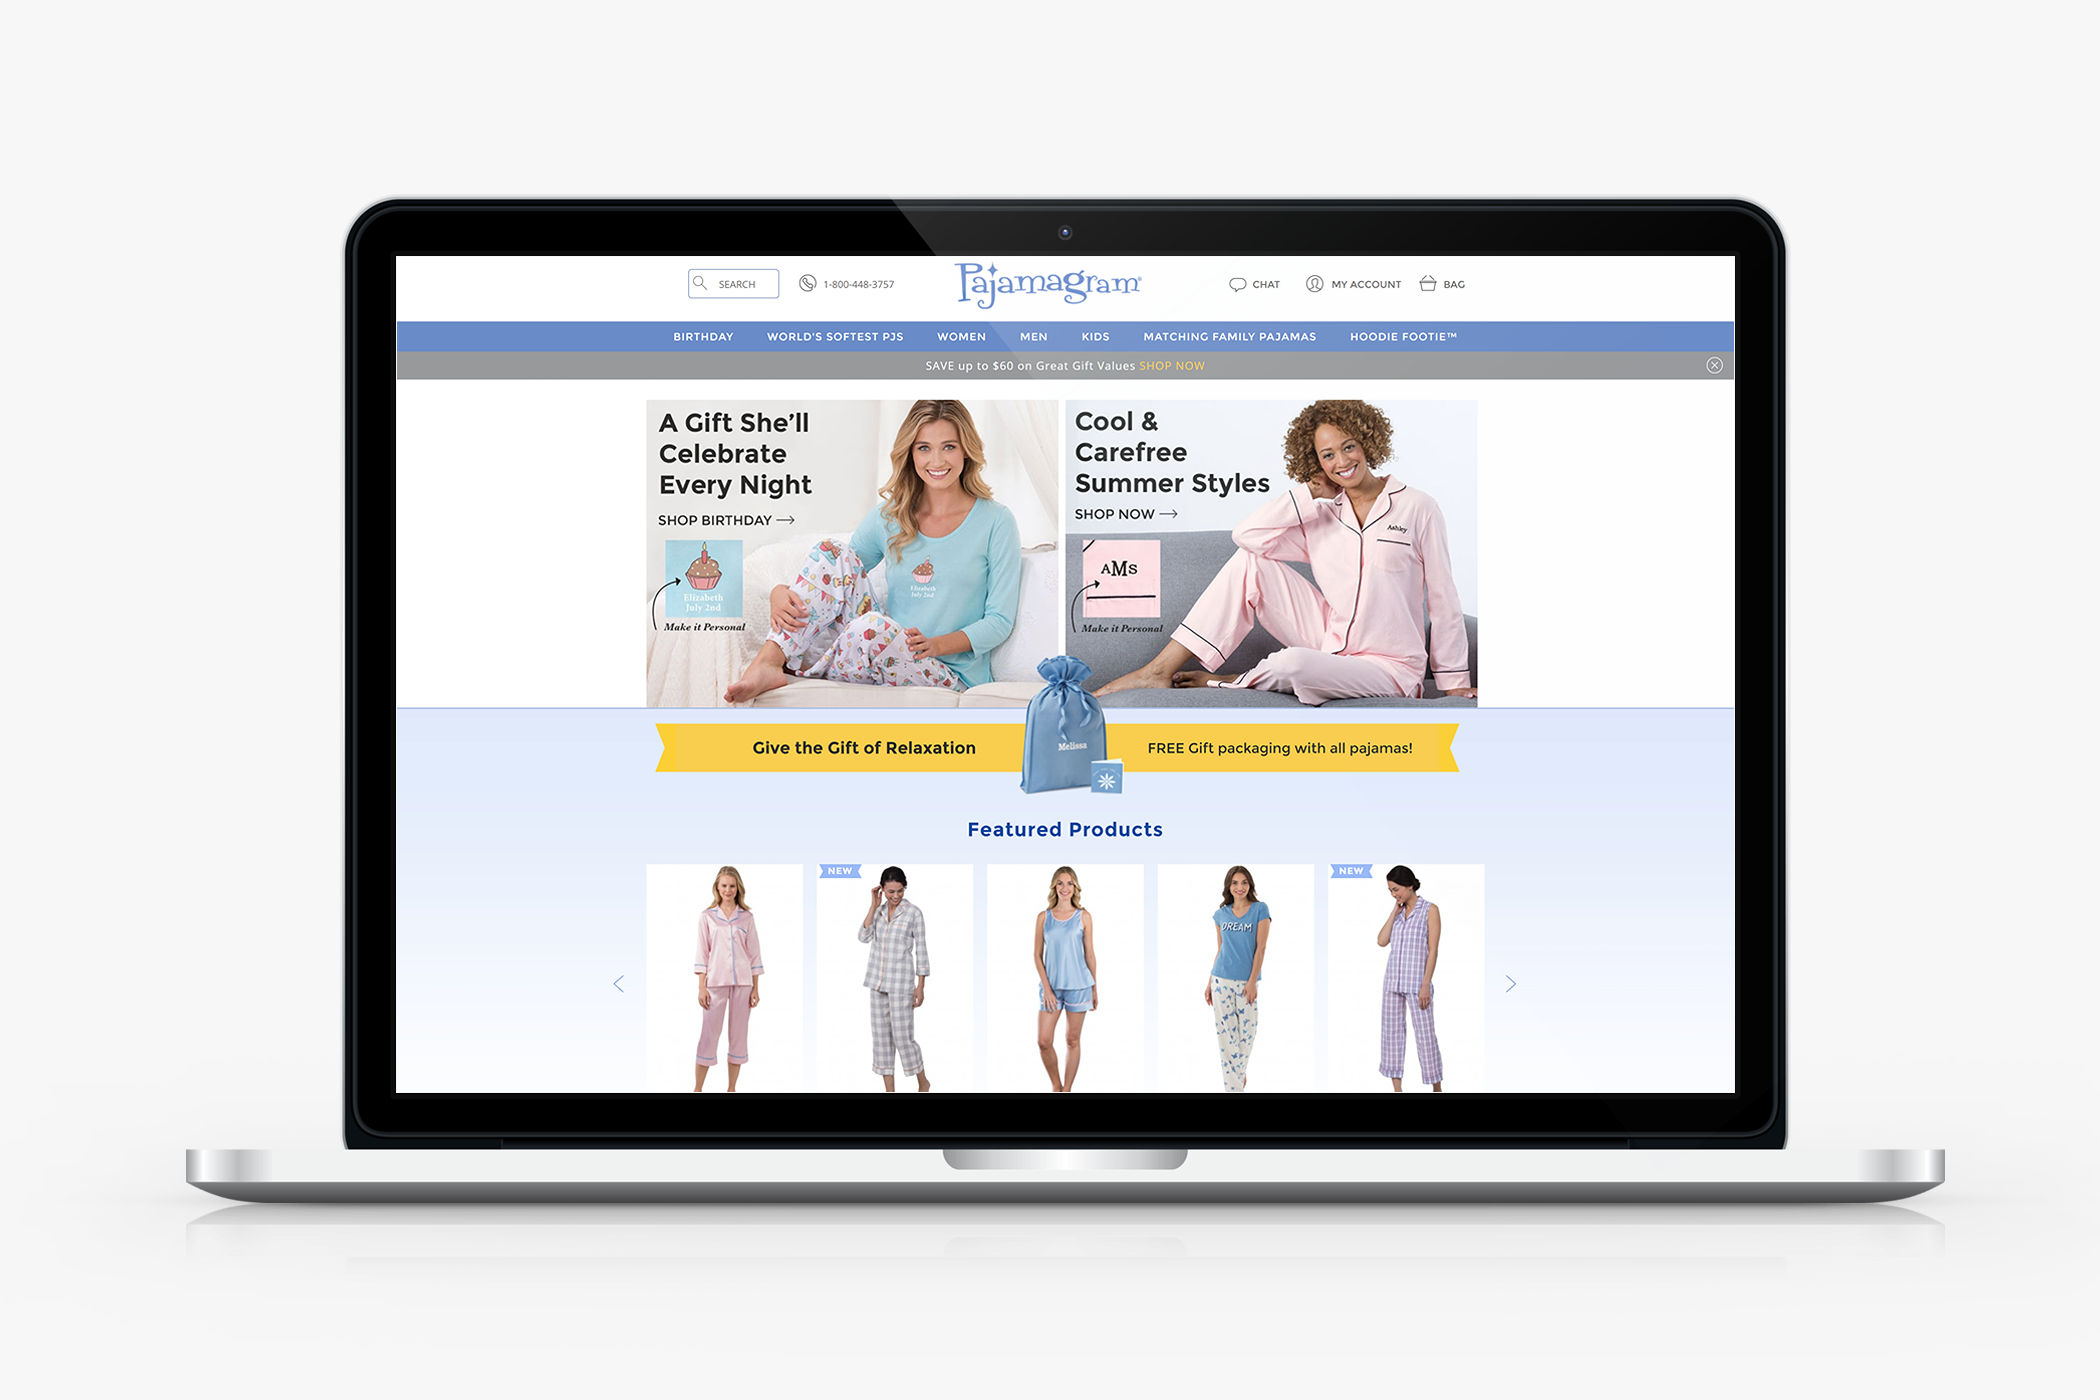 SEARCH
1-800-448-3757
Pajamagram®
CHAT
MY ACCOUNT
BAG
BIRTHDAY
WORLD'S SOFTEST PJS
WOMEN
MEN
KIDS
MATCHING FAMILY PAJAMAS
HOODIE FOOTIE™
SAVE up to $60 on Great Gift Values SHOP NOW
A Gift She’ll
Celebrate
Every Night
SHOP BIRTHDAY
Elizabeth
July 2nd
Make it Personal
Elizabeth
July 2nd
Cool &
Carefree
Summer Styles
SHOP NOW
AMS
Make it Personal
Ashley
Give the Gift of Relaxation
Melissa
FREE Gift packaging with all pajamas!
Featured Products
NEW
DREAM
NEW